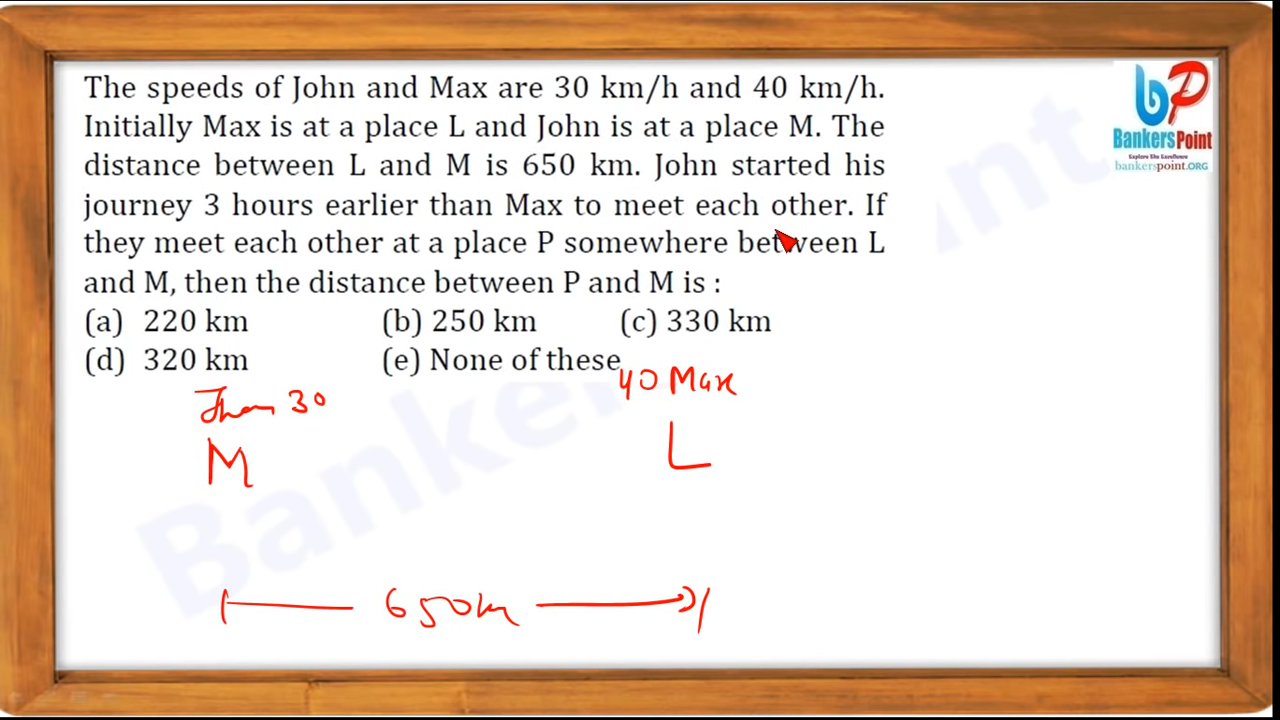 The speeds of John and Max are 30 km/h and 40 km/h.
Initially Max is at a place L and John is at a place M. The
distance between L and M is 650 km. John started his
journey 3 hours earlier than Max to meet each other. If
they meet each other at a place P somewhere between L
and M, then the distance between P and M is :
(a) 220 km (b) 250 km (c) 330 km
(d) 320 km (e) None of these
BankersPoint
Explore The Excellence
bankerspoint.ORG
30
40 Max
M
L
650km